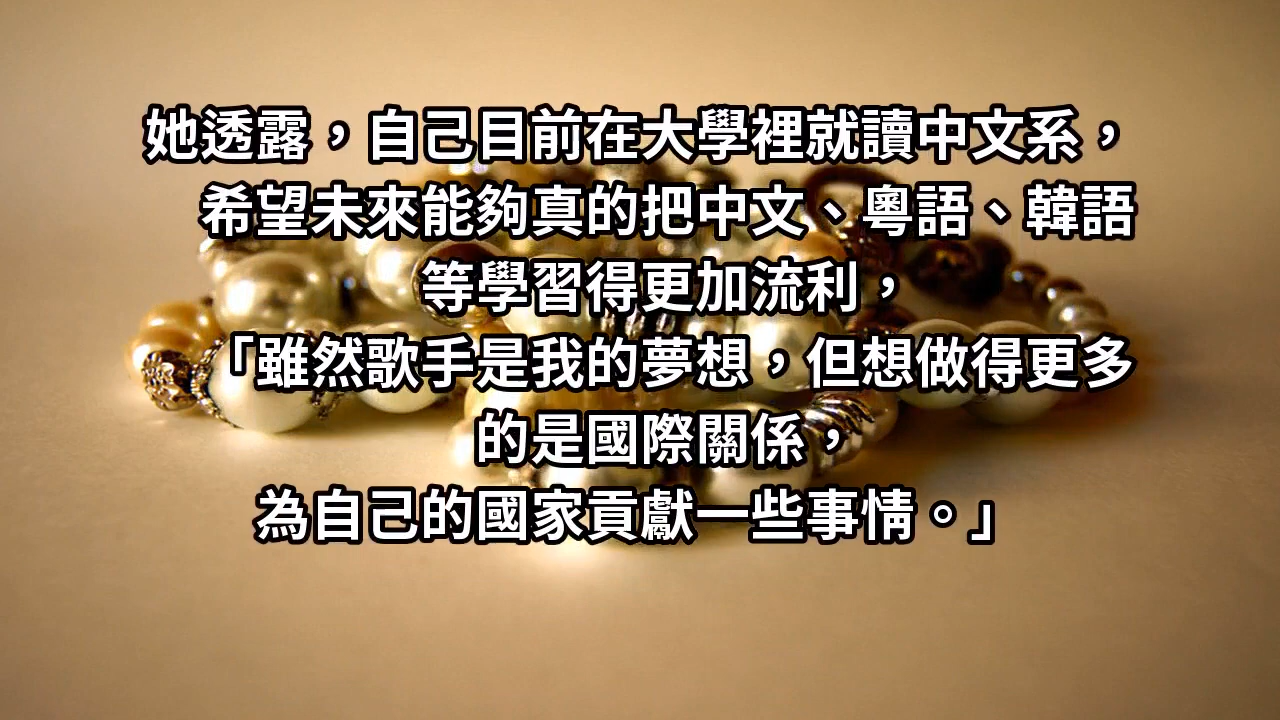 她透露，自己目前在大學裡就讀中文系，
希望未來能夠真的把中文、粵語、韓語
等學習得更加流利，
「雖然歌手是我的夢想，但想做得更多
的是國際關係，
為自己的國家貢獻一些事情。」